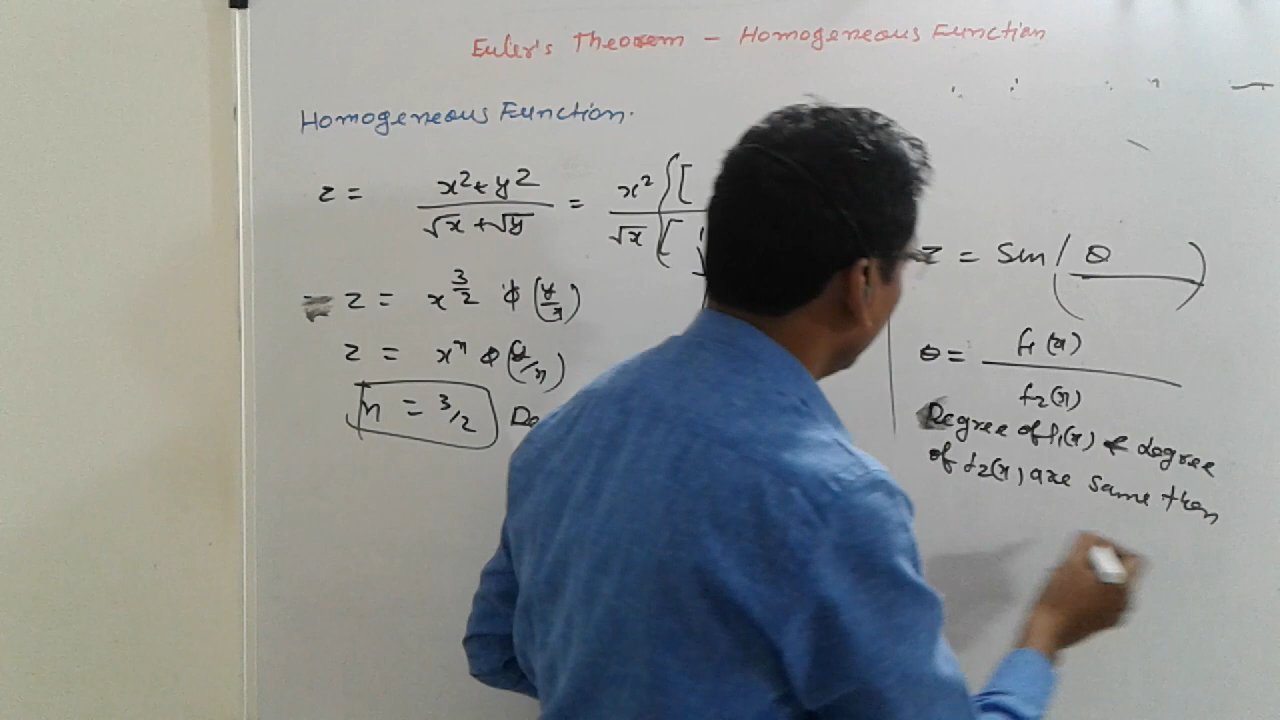 Euler's Theorem - Homogeneous Function
Homogeneous Function.
z = x²+y² / √x+√y = x² [ / √x [
= z = x^3/2 φ(y/x)
z = x^n φ(y/x)
n = 3/2 De
z = Sin( θ )
θ = f₁(x) / f₂(x)
Degree of f₁(x) & degree
of f₂(x) are same then